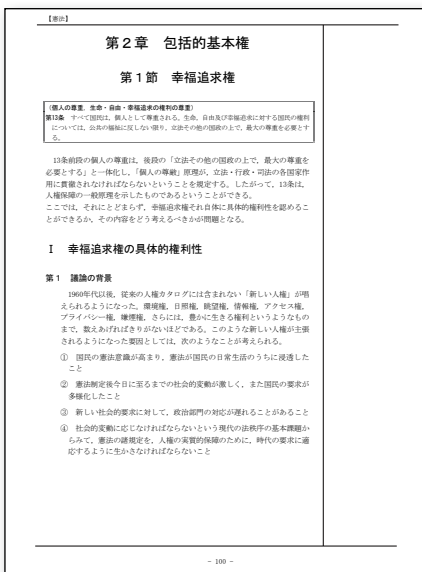 【憲法】
第2章　包括的基本権
第1節　幸福追求権
（個人の尊重，生命・自由・幸福追求の権利の尊重）
第13条　すべて国民は，個人として尊重される。生命，自由及び幸福追求に対する国民の権利
については，公共の福祉に反しない限り，立法その他の国政の上で，最大の尊重を必要とす
る。
13条前段の個人の尊重は，後段の「立法その他の国政の上で，最大の尊重を
必要とする」と一体化し，「個人の尊厳」原理が，立法・行政・司法の各国家作
用に貫徹されなければならないということを規定する。したがって，13条は，
人権保障の一般原理を示したものであるということができる。
ここでは，それにとどまらず，幸福追求権それ自体に具体的権利性を認めるこ
とができるか，その内容をどう考えるべきかが問題となる。
Ⅰ　幸福追求権の具体的権利性
第1　議論の背景
1960年代以後，従来の人権カタログには含まれない「新しい人権」が唱
えられるようになった。環境権，日照権，眺望権，情報権，アクセス権，
プライバシー権，嫌煙権，さらには，豊かに生きる権利というようなもの
まで，数えあげればきりがないほどである。このような新しい人権が主張
されるようになった要因としては，次のようなことが考えられる。
①　国民の憲法意識が高まり，憲法が国民の日常生活のうちに浸透した
こと
②　憲法制定後今日に至るまでの社会的変動が激しく，また国民の要求が
多様化したこと
③　新しい社会的要求に対して，政治部門の対応が遅れることがあること
④　社会的変動に応じなければならないという現代の法秩序の基本課題か
らみて，憲法の諸規定を，人権の実質的保障のために，時代の要求に適
応するように生かさなければならないこと
- 100 -